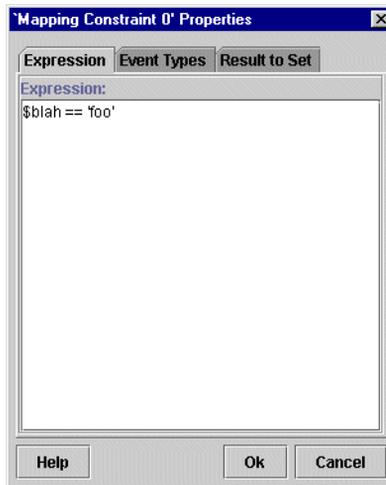 `Mapping Constraint 0' Properties
Expression Event Types Result to Set
Expression:
$blah == 'foo'
Help Ok Cancel